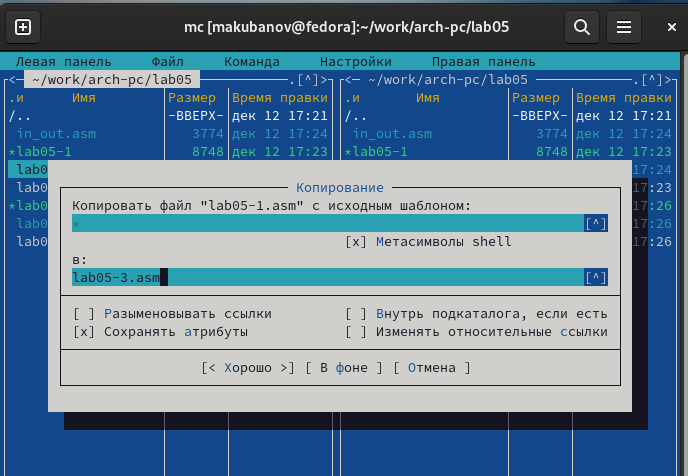 mc [makubanov@fedora]:~/work/arch-pc/lab05
Левая панель Файл Команда Настройки Правая панель
<— ~/work/arch-pc/lab05 .[^]> <— ~/work/arch-pc/lab05 .[^]>
.и Имя Размер Время правки .и Имя Размер Время правки
/.. -ВВЕРХ- дек 12 17:21 /.. -ВВЕРХ- дек 12 17:21
in_out.asm 3774 дек 12 17:24 in_out.asm 3774 дек 12 17:24
*lab05-1 8748 дек 12 17:23 *lab05-1 8748 дек 12 17:23
lab0 17:24
Копирование
lab0 17:23
Копировать файл "lab05-1.asm" с исходным шаблоном:
*lab0 17:26
* [^]
lab0 17:26
[x] Метасимволы shell
lab0 17:26
в:
lab05-3.asm [^]
[ ] Разыменовывать ссылки [ ] Внутрь подкаталога, если есть
[x] Сохранять атрибуты [ ] Изменять относительные ссылки
[< Хорошо >] [ В фоне ] [ Отмена ]